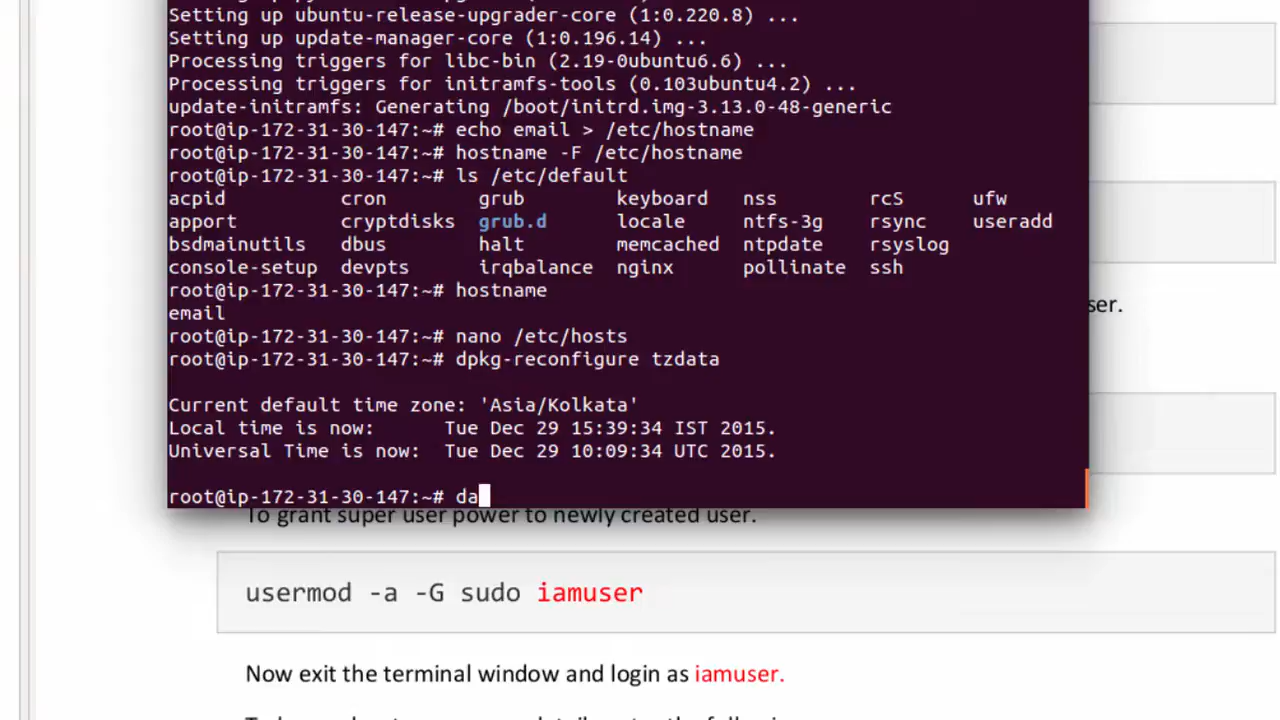 Setting up ubuntu-release-upgrader-core (1:0.220.8) ...
Setting up update-manager-core (1:0.196.14) ...
Processing triggers for libc-bin (2.19-0ubuntu6.6) ...
Processing triggers for initramfs-tools (0.103ubuntu4.2) ...
update-initramfs: Generating /boot/initrd.img-3.13.0-48-generic
root@ip-172-31-30-147:~# echo email > /etc/hostname
root@ip-172-31-30-147:~# hostname -F /etc/hostname
root@ip-172-31-30-147:~# ls /etc/default
acpid cron grub keyboard nss rcS ufw
apport cryptdisks grub.d locale ntfs-3g rsync useradd
bsdmainutils dbus halt memcached ntpdate rsyslog
console-setup devpts irqbalance nginx pollinate ssh
root@ip-172-31-30-147:~# hostname
email
root@ip-172-31-30-147:~# nano /etc/hosts
root@ip-172-31-30-147:~# dpkg-reconfigure tzdata
Current default time zone: 'Asia/Kolkata'
Local time is now: Tue Dec 29 15:39:34 IST 2015.
Universal Time is now: Tue Dec 29 10:09:34 UTC 2015.
root@ip-172-31-30-147:~# da
ser.
To grant super user power to newly created user.
usermod -a -G sudo iamuser
Now exit the terminal window and login as iamuser.